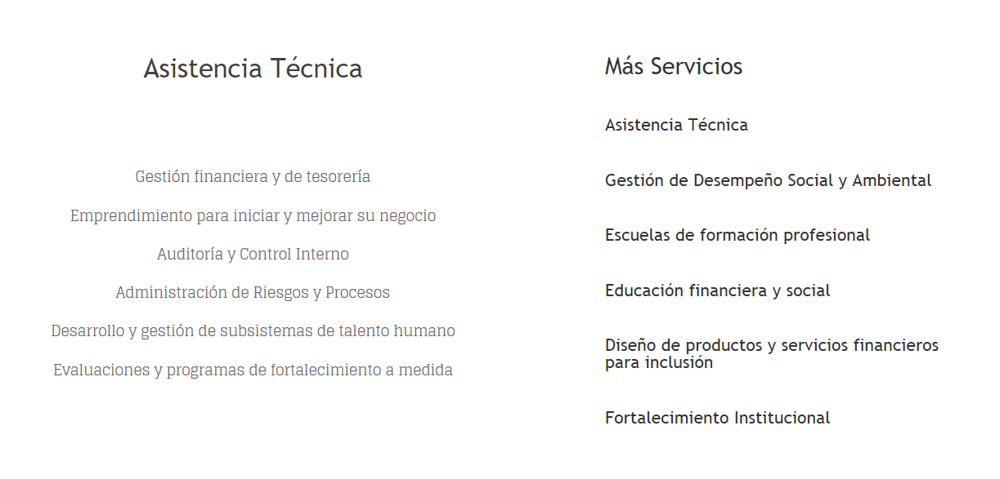 Asistencia Técnica
Gestión financiera y de tesorería
Emprendimiento para iniciar y mejorar su negocio
Auditoría y Control Interno
Administración de Riesgos y Procesos
Desarrollo y gestión de subsistemas de talento humano
Evaluaciones y programas de fortalecimiento a medida
Más Servicios
Asistencia Técnica
Gestión de Desempeño Social y Ambiental
Escuelas de formación profesional
Educación financiera y social
Diseño de productos y servicios financieros
para inclusión
Fortalecimiento Institucional